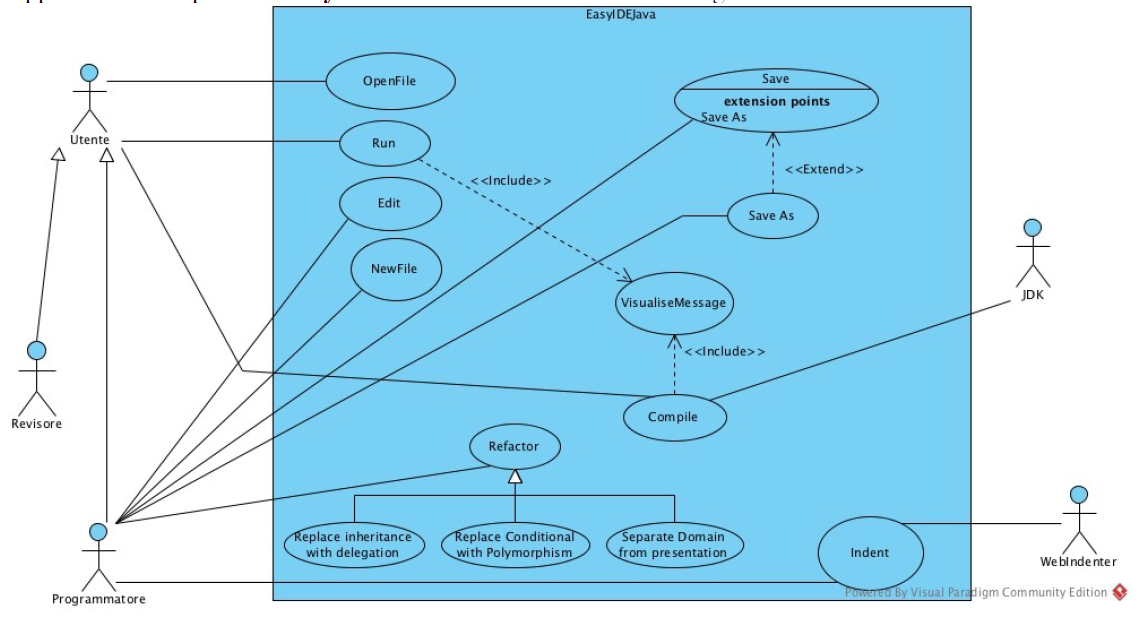 EasyIDEJava
OpenFile
Save
extension points
Save As
Utente
Run
<<Include>>
<<Extend>>
Edit
Save As
NewFile
JDK
VisualiseMessage
<<Include>>
Revisore
Compile
Refactor
Replace inheritance
with delegation
Replace Conditional
with Polymorphism
Separate Domain
from presentation
Indent
WebIndenter
Programmatore
Powered By Visual Paradigm Community Edition